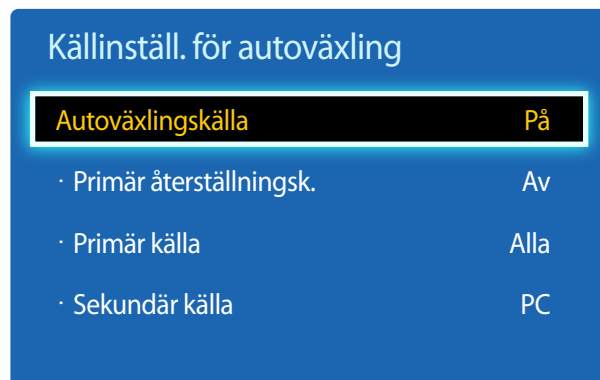 Källinställ. för autoväxling
Autoväxlingskälla På
· Primär återställningsk. Av
· Primär källa Alla
· Sekundär källa PC